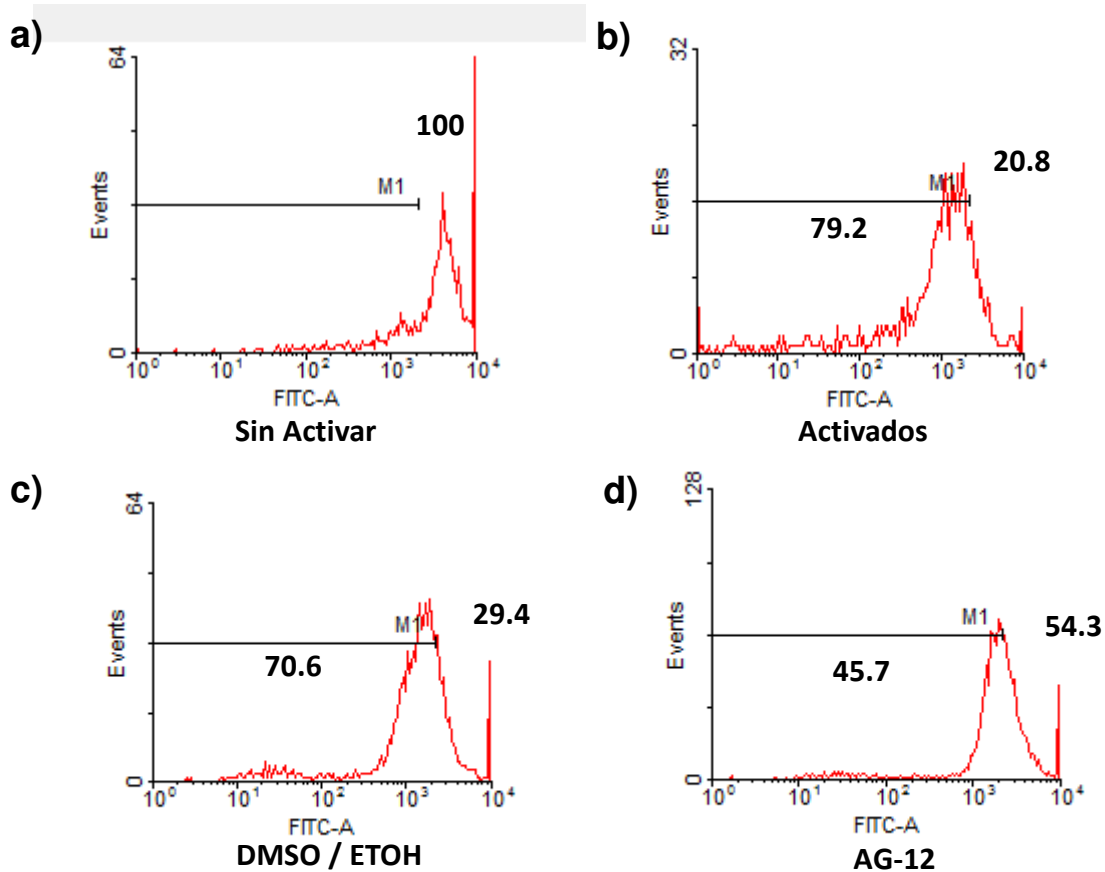 a)
64
100
M1
Events
0
10^0 10^1 10^2 10^3 10^4
FITC-A
Sin Activar
b)
32
20.8
M1
79.2
Events
0
10^0 10^1 10^2 10^3 10^4
FITC-A
Activados
c)
64
29.4
M1
70.6
Events
0
10^0 10^1 10^2 10^3 10^4
FITC-A
DMSO / ETOH
d)
128
54.3
M1
45.7
Events
0
10^0 10^1 10^2 10^3 10^4
FITC-A
AG-12